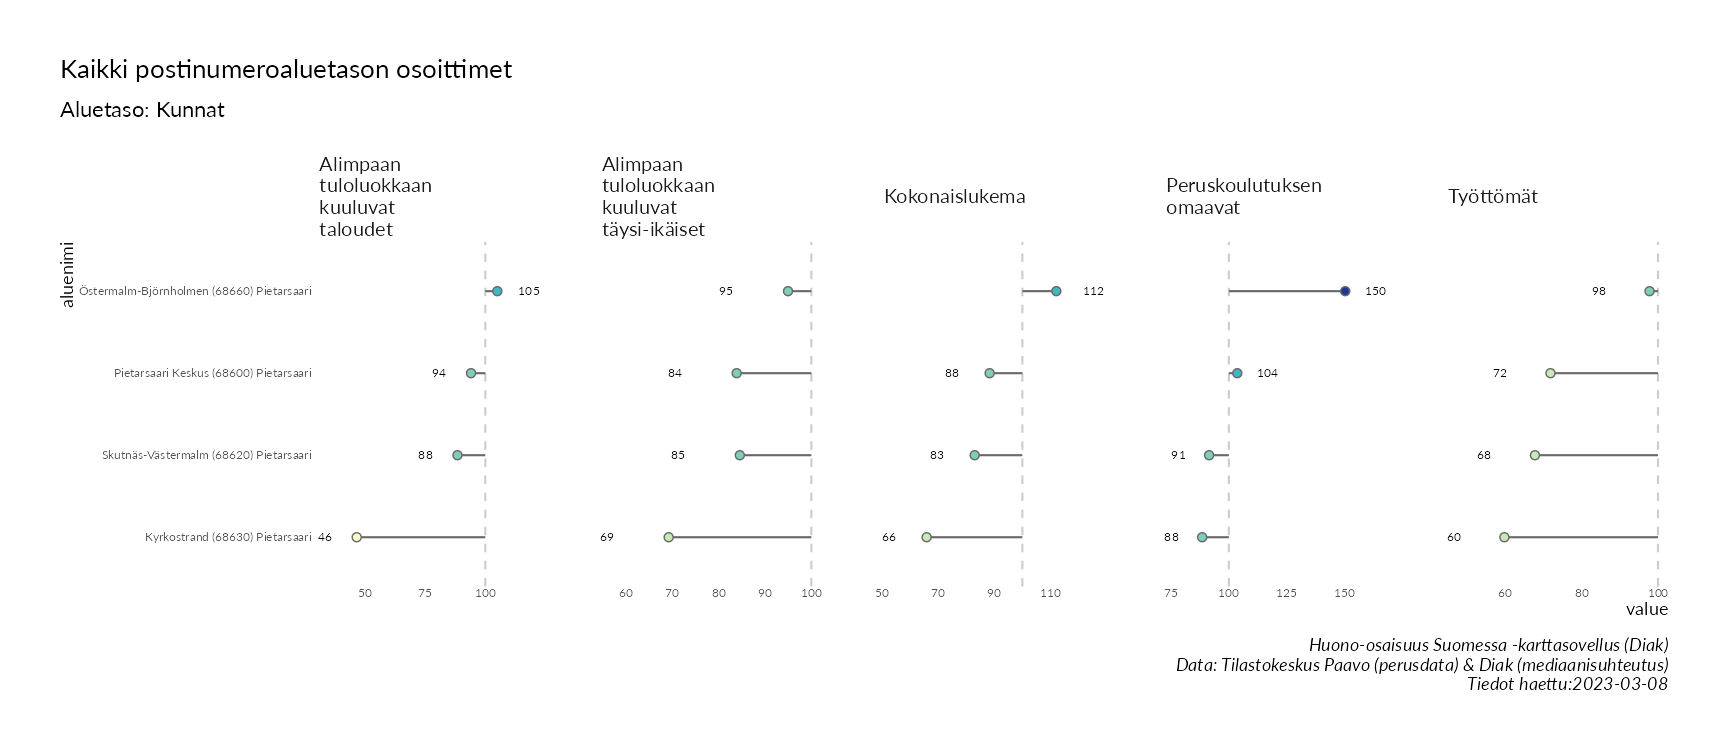 Kaikki postinumeroaluetason osoittimet
Aluetaso: Kunnat
Alimpaan
tuloluokkaan
kuuluvat
taloudet
Alimpaan
tuloluokkaan
kuuluvat
täysi-ikäiset
Kokonaislukema
Peruskoulutuksen
omaavat
Työttömät
aluenimi
Östermalm-Björnholmen (68660) Pietarsaari 105 95 112 150 98
Pietarsaari Keskus (68600) Pietarsaari 94 84 88 104 72
Skutnäs-Västermalm (68620) Pietarsaari 88 85 83 91 68
Kyrkostrand (68630) Pietarsaari 46 69 66 88 60
50 75 100 60 70 80 90 100 50 70 90 110 75 100 125 150 60 80 100
value
Huono-osaisuus Suomessa -karttasovellus (Diak)
Data: Tilastokeskus Paavo (perusdata) & Diak (mediaanisuhteutus)
Tiedot haettu:2023-03-08